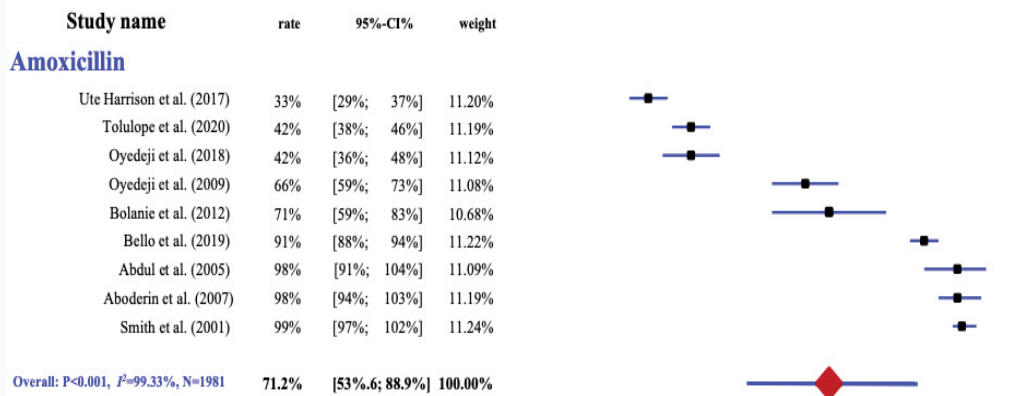 Study name rate 95%-CI% weight
Amoxicillin
Ute Harrison et al. (2017) 33% [29%; 37%] 11.20%
Tolulope et al. (2020) 42% [38%; 46%] 11.19%
Oyedeji et al. (2018) 42% [36%; 48%] 11.12%
Oyedeji et al. (2009) 66% [59%; 73%] 11.08%
Bolanie et al. (2012) 71% [59%; 83%] 10.68%
Bello et al. (2019) 91% [88%; 94%] 11.22%
Abdul et al. (2005) 98% [91%; 104%] 11.09%
Aboderin et al. (2007) 98% [94%; 103%] 11.19%
Smith et al. (2001) 99% [97%; 102%] 11.24%
Overall: P<0.001, I²=99.33%, N=1981 71.2% [53%.6; 88.9%] 100.00%